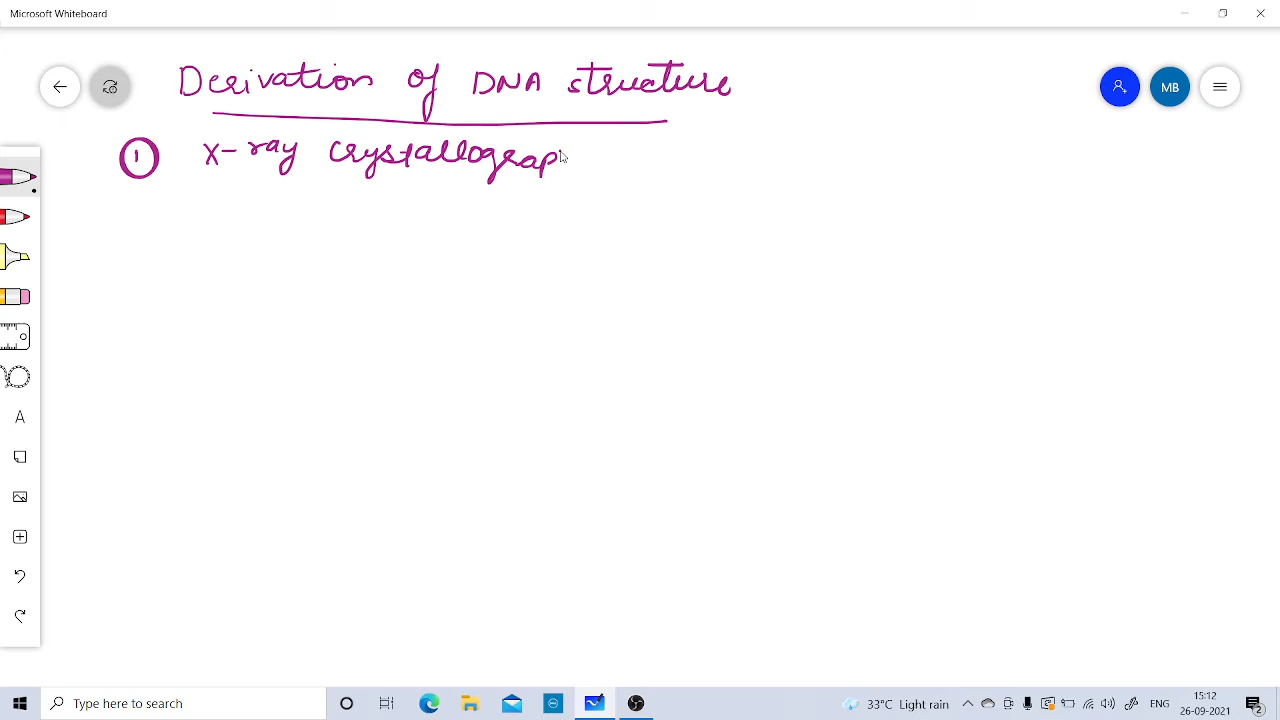 Microsoft Whiteboard
Derivation of DNA structure
MB
1 X-ray crystallograp
A
Type here to search
33°C Light rain
ENG
15:12
26-09-2021
2